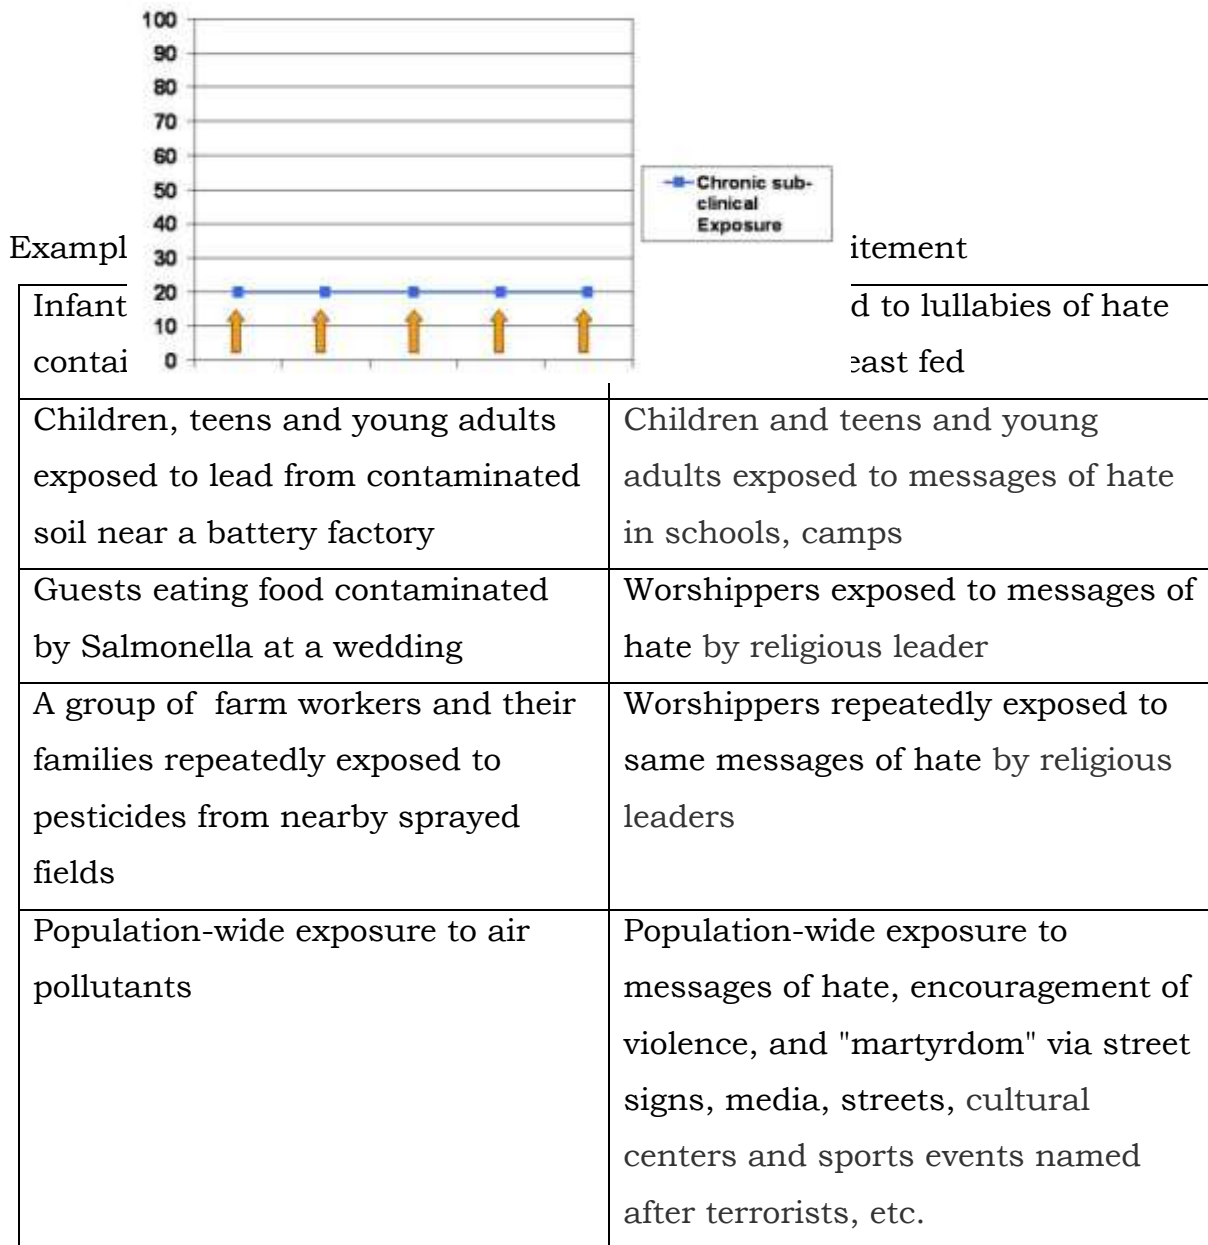 100
90
80
70
60
50
40
30
20
10
0
Chronic sub-
clinical
Exposure
Exampl
itement
Infant
contai
d to lullabies of hate
east fed
Children, teens and young adults
exposed to lead from contaminated
soil near a battery factory
Children and teens and young
adults exposed to messages of hate
in schools, camps
Guests eating food contaminated
by Salmonella at a wedding
Worshippers exposed to messages of
hate by religious leader
A group of farm workers and their
families repeatedly exposed to
pesticides from nearby sprayed
fields
Worshippers repeatedly exposed to
same messages of hate by religious
leaders
Population-wide exposure to air
pollutants
Population-wide exposure to
messages of hate, encouragement of
violence, and "martyrdom" via street
signs, media, streets, cultural
centers and sports events named
after terrorists, etc.